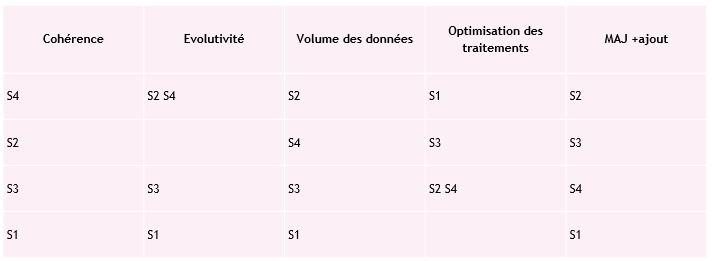 Cohérence Evolutivité Volume des données Optimisation des traitements MAJ +ajout
S4 S2 S4 S2 S1 S2
S2 S4 S3 S3
S3 S3 S3 S2 S4 S4
S1 S1 S1 S1